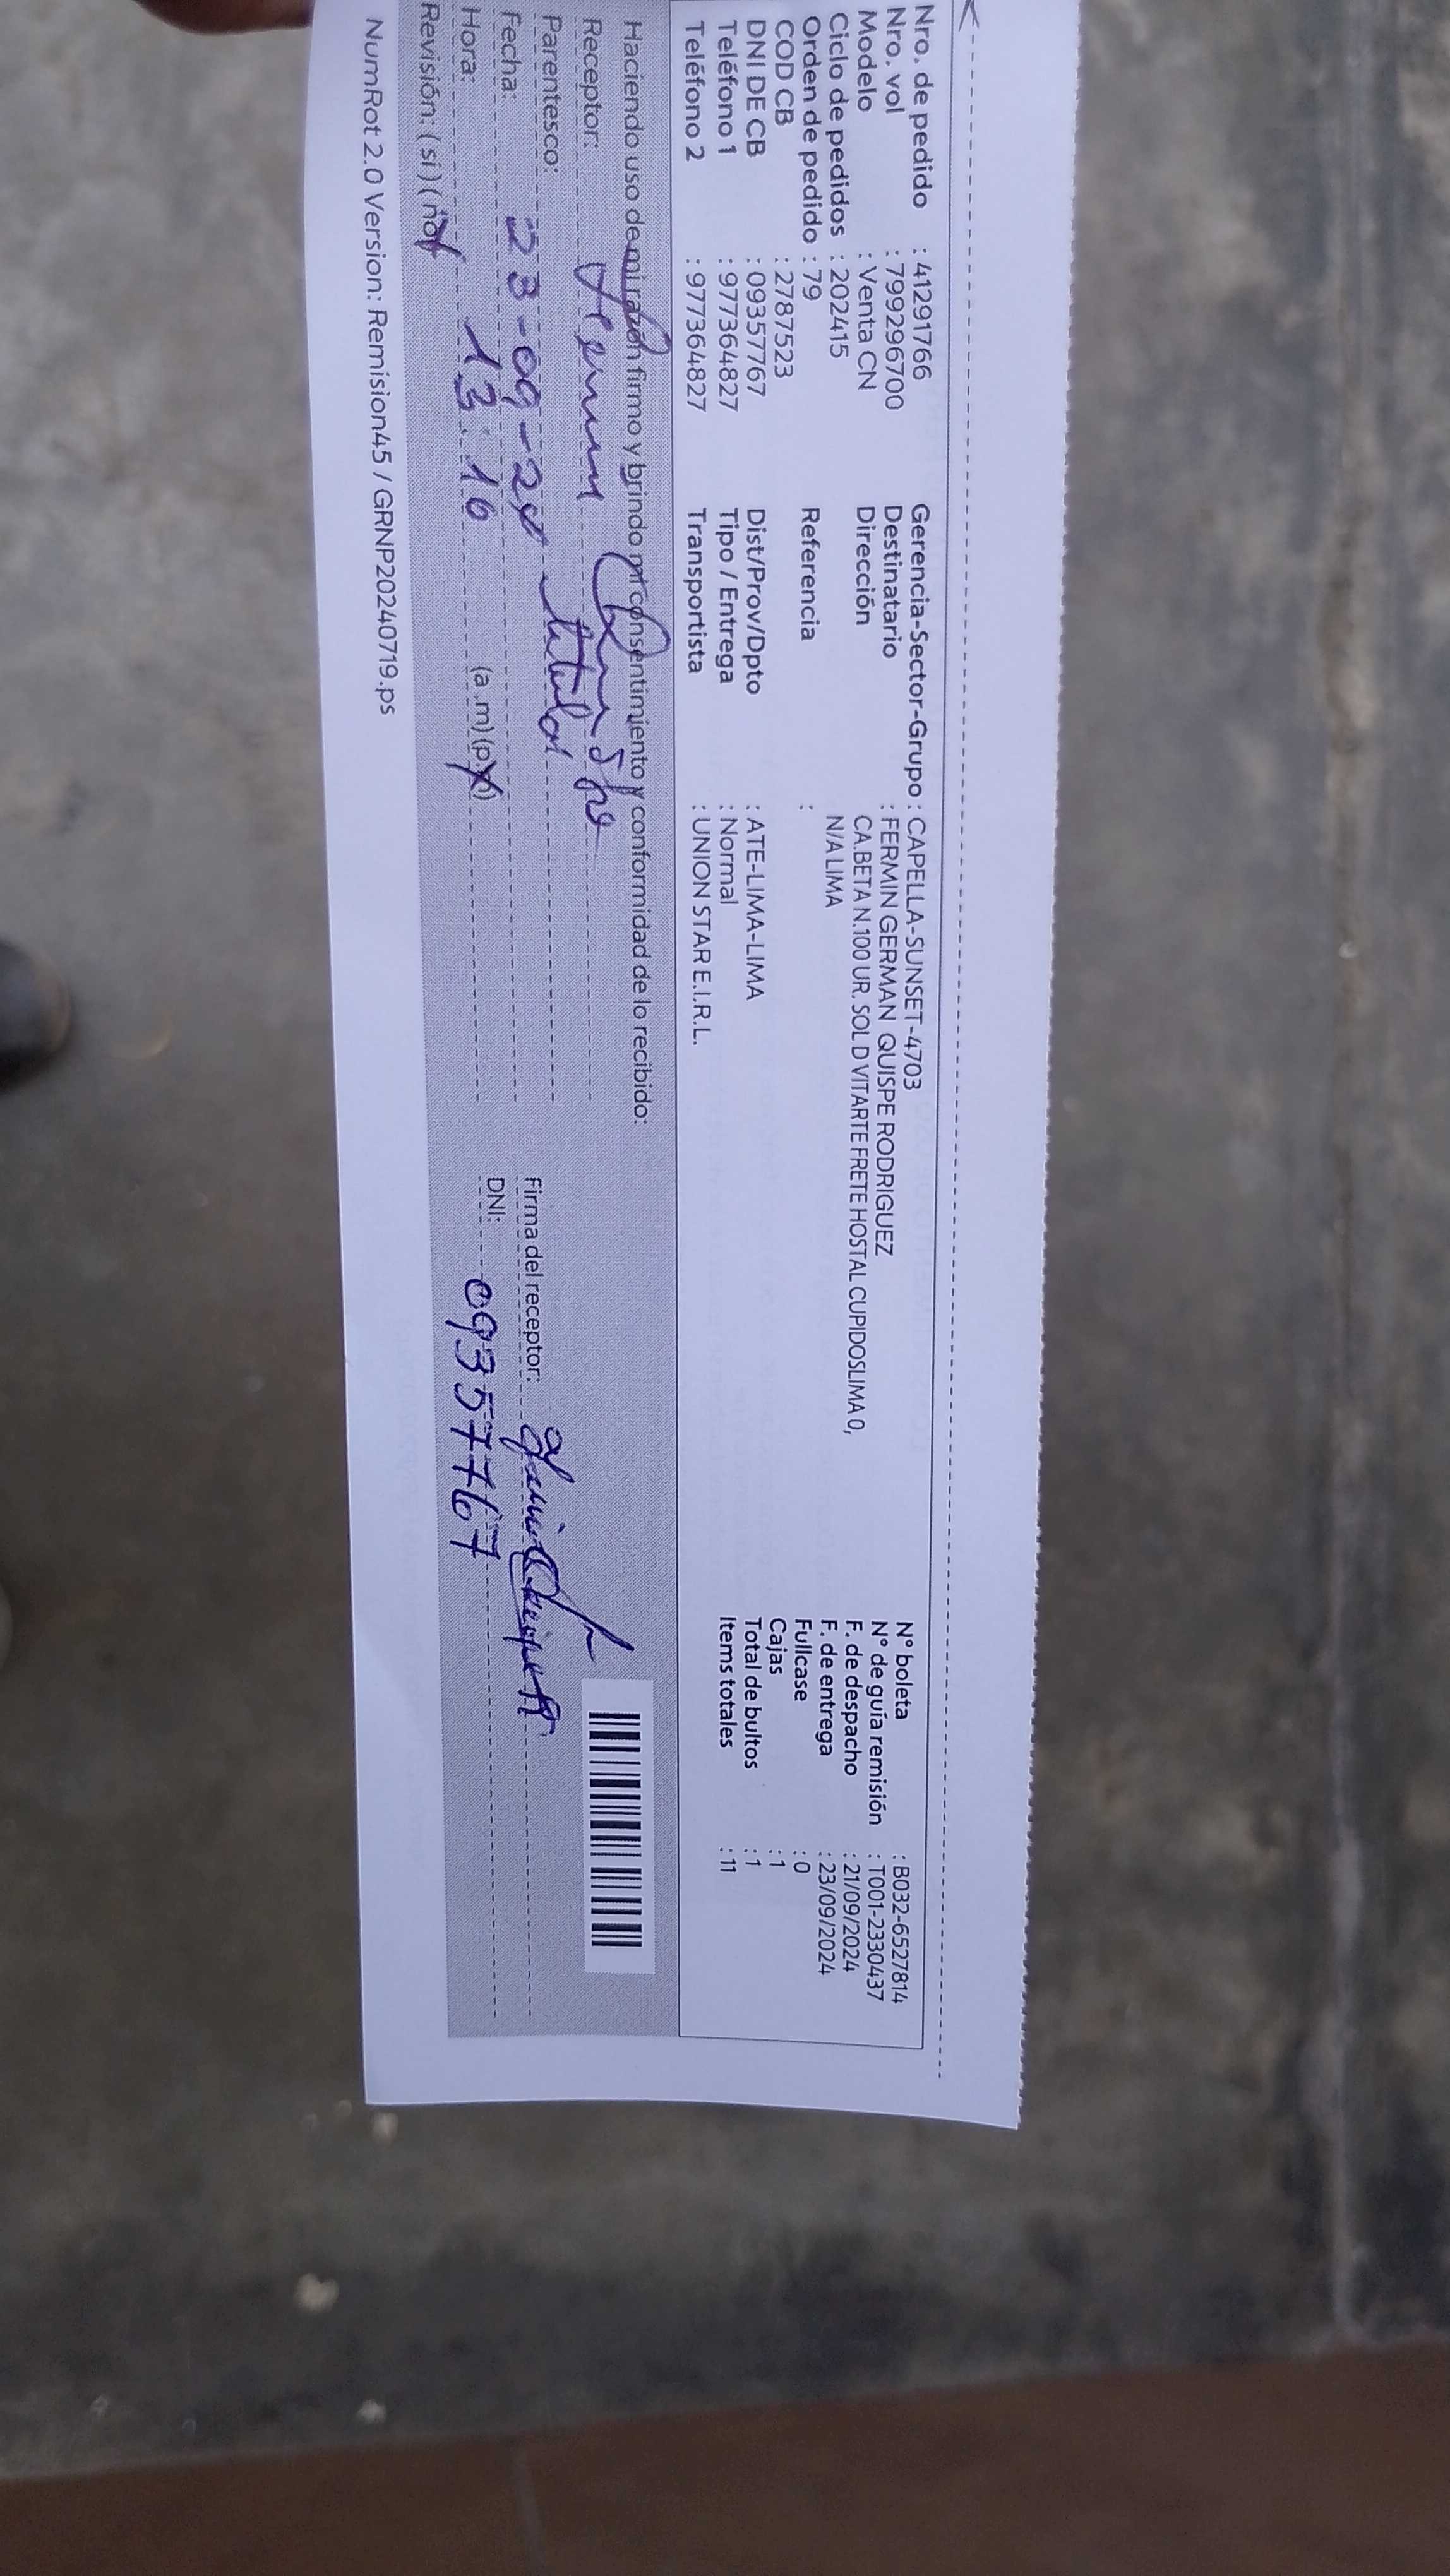 Nro. de pedido : 41291766
Nro. vol : 799296700
Modelo : Venta CN
Ciclo de pedidos : 202415
Orden de pedido : 79
COD CB : 2787523
DNI DE CB : 09357767
Teléfono 1 : 977364827
Teléfono 2 : 977364827
Gerencia-Sector-Grupo : CAPELLA-SUNSET-4703
Destinatario : FERMIN GERMAN QUISPE RODRIGUEZ
Dirección CA.BETA N.100 UR. SOL D VITARTE FRETE HOSTAL CUPIDOSLIMA 0,
N/A LIMA
Referencia :
Dist/Prov/Dpto : ATE-LIMA-LIMA
Tipo / Entrega : Normal
Transportista : UNION STAR E.I.R.L.
N° boleta : B032-6527814
N° de guía remisión : T001-2330437
F. de despacho : 21/09/2024
F. de entrega : 23/09/2024
Fullcase : 0
Cajas : 1
Total de bultos : 1
Items totales : 11
Haciendo uso de mi razón firmo y brindo mi consentimiento y conformidad de lo recibido:
Receptor:
Parentesco: titular
Fecha: 23-09-24
Hora: 13:16 (a.m) (p.m)
Revisión: (si) (no)
Firma del receptor:
DNI: 09357767
NumRot 2.0 Version: Remision45 / GRNP20240719.ps